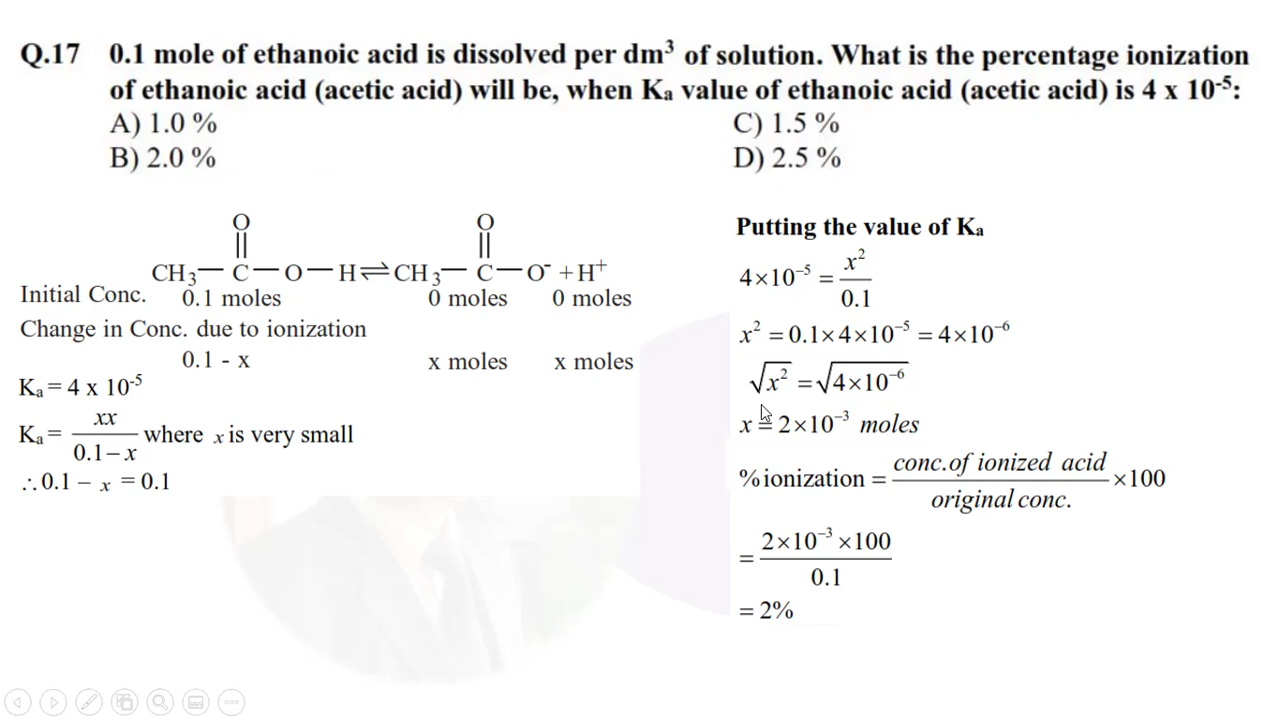 Q.17 0.1 mole of ethanoic acid is dissolved per dm³ of solution. What is the percentage ionization
of ethanoic acid (acetic acid) will be, when Kₐ value of ethanoic acid (acetic acid) is 4 x 10⁻⁵:
A) 1.0 % C) 1.5 %
B) 2.0 % D) 2.5 %
O O
|| ||
CH₃— C — O — H ⇌ CH₃— C — O⁻ + H⁺
Initial Conc. 0.1 moles 0 moles 0 moles
Change in Conc. due to ionization
0.1 - x x moles x moles
Kₐ = 4 x 10⁻⁵
Kₐ = xx / 0.1 − x where x is very small
∴ 0.1 − x = 0.1
Putting the value of Kₐ
4×10⁻⁵ = x² / 0.1
x² = 0.1×4×10⁻⁵ = 4×10⁻⁶
√x² = √4×10⁻⁶
x = 2×10⁻³ moles
% ionization = conc.of ionized acid / original conc. ×100
= 2×10⁻³ ×100 / 0.1
= 2%